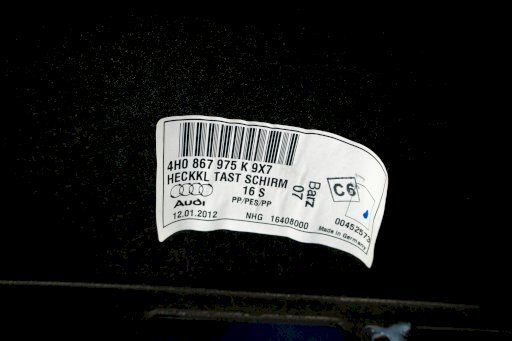 4H0 867 975 K 9X7
HECKKL TAST SCHIRM
16 S
PP/PES/PP
Audi
12.01.2012
NHG 16408000
Barz
07
C6
00452573
Made in Germany